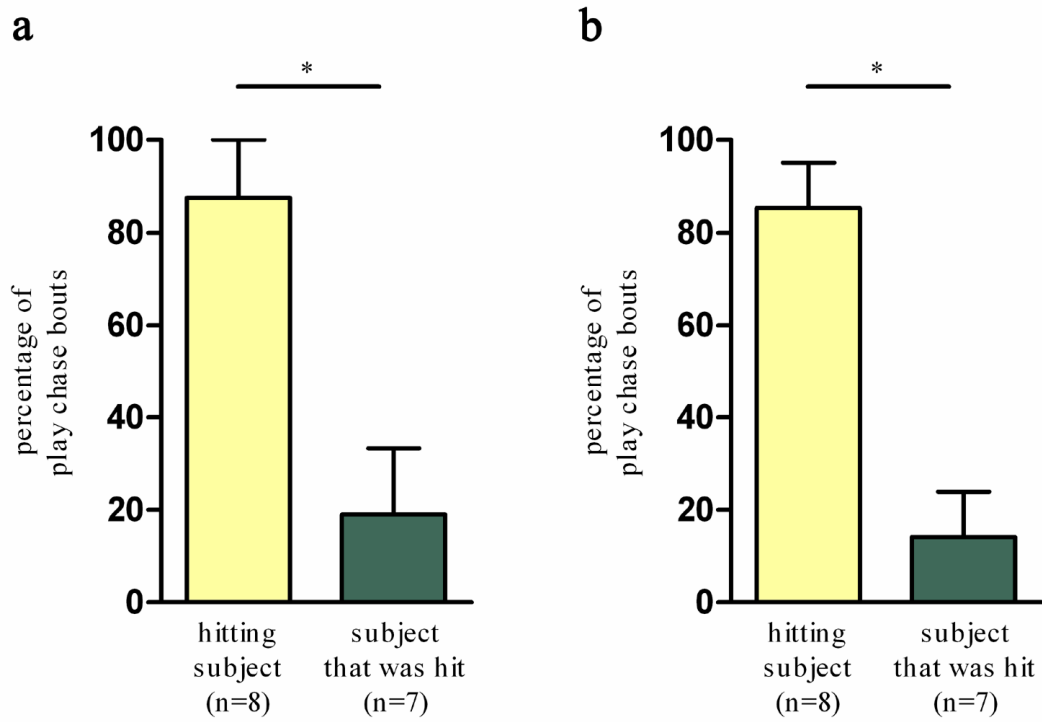 a
*
100
80
60
40
20
0
percentage of
play chase bouts
hitting
subject
(n=8)
subject
that was hit
(n=7)
b
*
100
80
60
40
20
0
percentage of
play chase bouts
hitting
subject
(n=8)
subject
that was hit
(n=7)